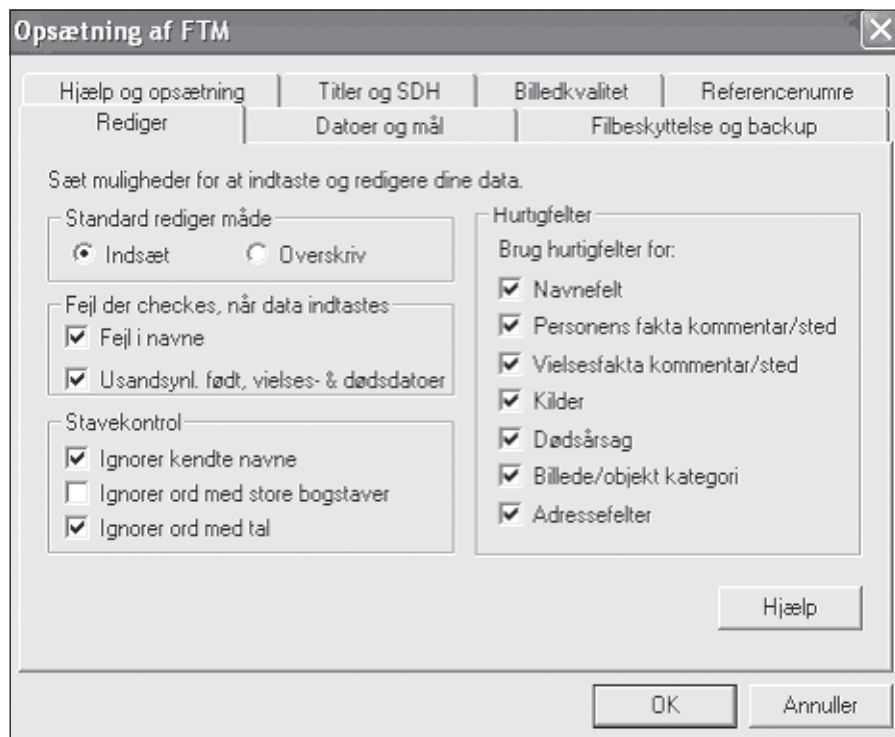 Opsætning af FTM
Hjælp og opsætning
Titler og SDH
Billedkvalitet
Referencenumre
Rediger
Datoer og mål
Filbeskyttelse og backup
Sæt muligheder for at indtaste og redigere dine data.
Standard rediger måde
Indsæt
Overskriv
Fejl der checkes, når data indtastes
Fejl i navne
Usandsynl. født, vielses- & dødsdatoer
Stavekontrol
Ignorer kendte navne
Ignorer ord med store bogstaver
Ignorer ord med tal
Hurtigfelter
Brug hurtigfelter for:
Navnefelt
Personens fakta kommentar/sted
Vielsesfakta kommentar/sted
Kilder
Dødsårsag
Billede/objekt kategori
Adressefelter
Hjælp
OK
Annuller